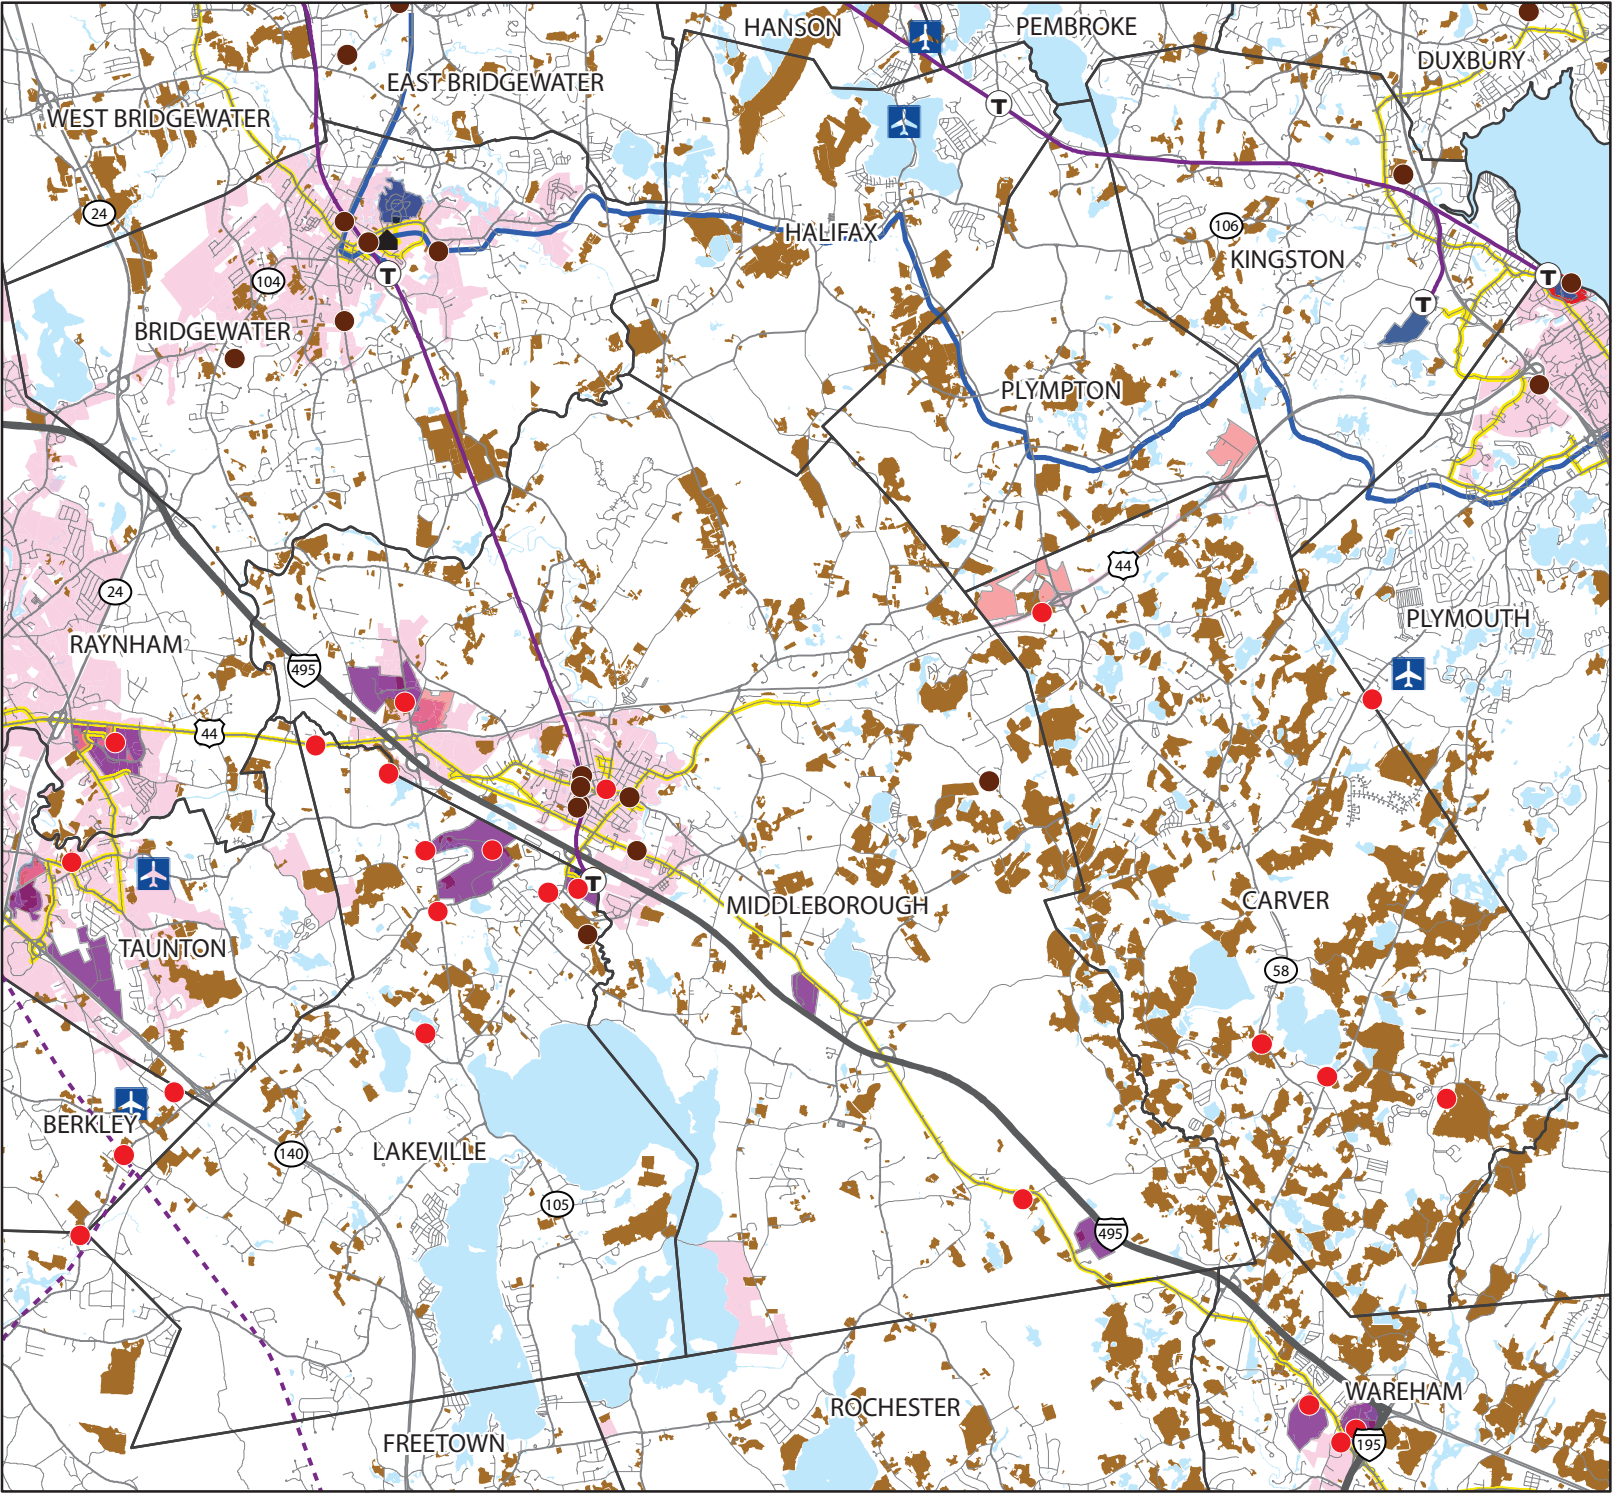 HANSON
PEMBROKE
DUXBURY
EAST BRIDGEWATER
WEST BRIDGEWATER
T
24
106
HALIFAX
KINGSTON
104
T
T
T
BRIDGEWATER
PLYMPTON
44
24
PLYMOUTH
RAYNHAM
495
44
T
MIDDLEBOROUGH
CARVER
TAUNTON
58
BERKLEY
140
LAKEVILLE
105
495
WAREHAM
ROCHESTER
FREETOWN
195